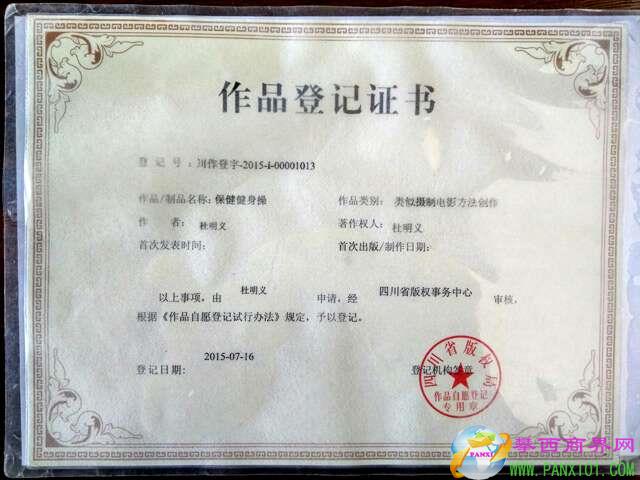 作品登记证书
登记号:川作登字-2015-I-00001013
作品/制品名称:保健健身操 作品类别:类似摄制电影方法创作
作者:杜明义 著作权人:杜明义
首次发表时间: 首次出版/制作日期:
以上事项,由 杜明义 申请,经 四川省版权事务中心 审核,
根据《作品自愿登记试行办法》规定,予以登记。
登记日期: 2015-07-16 登记机构签章
四川省版权局
作品自愿登记
专用章
PANXI
攀西商界网
WWW.PANXI01.COM